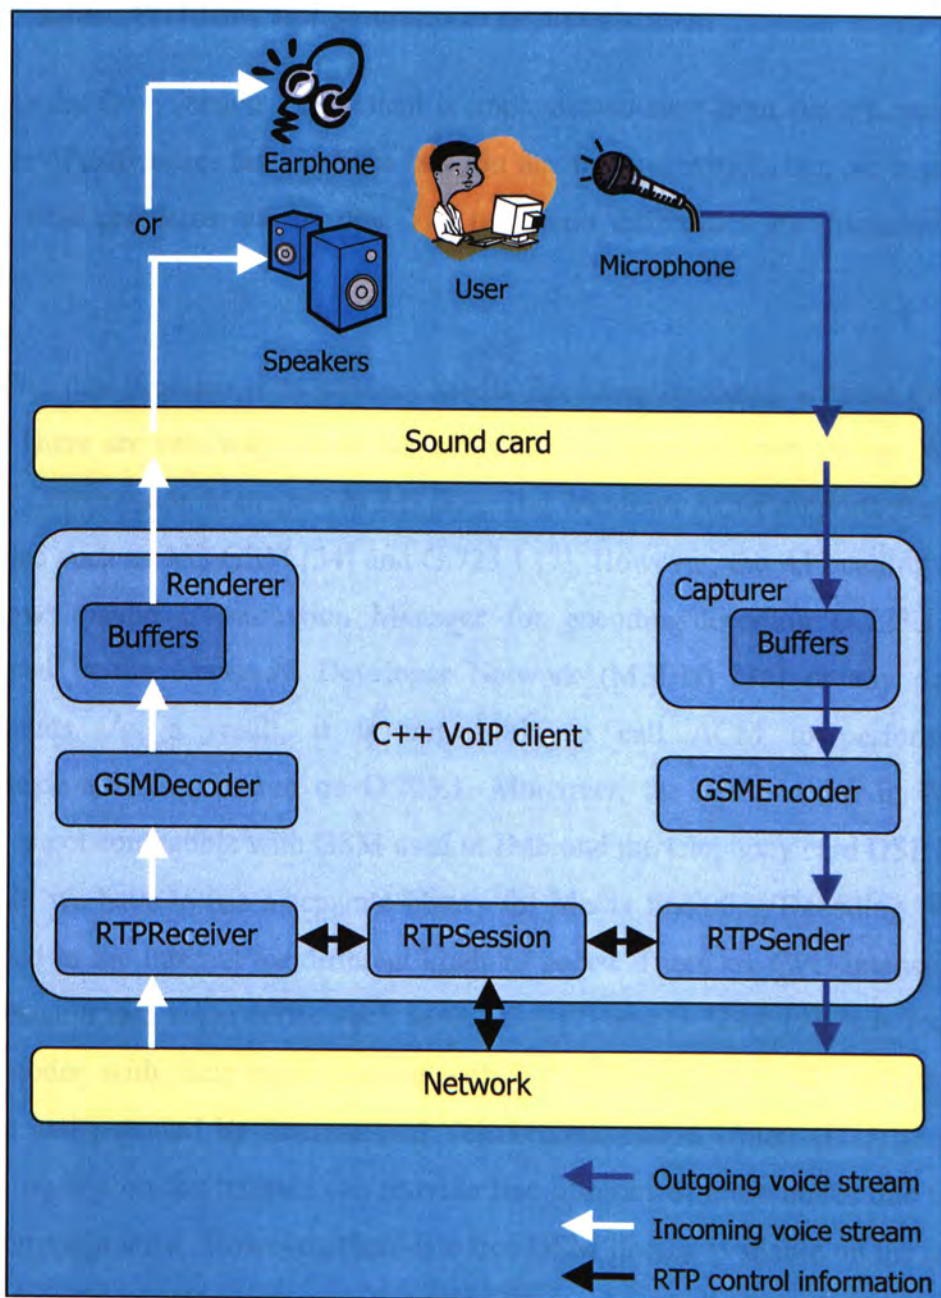 Earphone
or
User
Microphone
Speakers
Sound card
Renderer
Capturer
Buffers
Buffers
C++ VoIP client
GSMDecoder
GSMEncoder
RTPReceiver
RTPSession
RTPSender
Network
Outgoing voice stream
Incoming voice stream
RTP control information